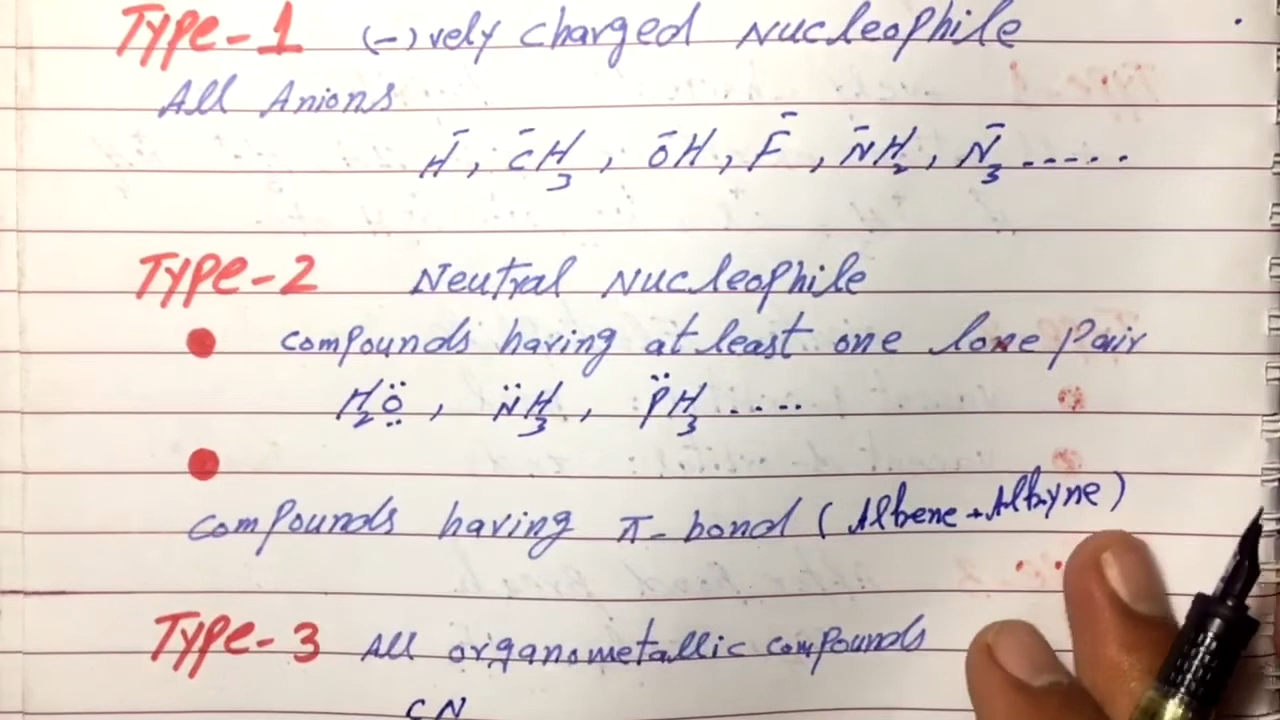 Type-1 (-)vely charged Nucleophile
All Anions
H̄, C̄H₃, ŌH, F̄, N̄H₂, N̄₃.....
Type-2 Neutral Nucleophile
compounds having at least one lone pair
H₂Ö̤, N̈H₃, P̈H₃....
compounds having π-bond (Alkene + Alkyne)
Type-3 All organometallic compounds
CN